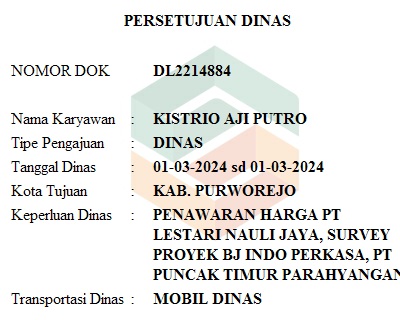 PERSETUJUAN DINAS
NOMOR DOK DL2214884
Nama Karyawan : KISTRIO AJI PUTRO
Tipe Pengajuan : DINAS
Tanggal Dinas : 01-03-2024 sd 01-03-2024
Kota Tujuan : KAB. PURWOREJO
Keperluan Dinas : PENAWARAN HARGA PT
LESTARI NAULI JAYA, SURVEY
PROYEK BJ INDO PERKASA, PT
PUNCAK TIMUR PARAHYANGAN
Transportasi Dinas : MOBIL DINAS